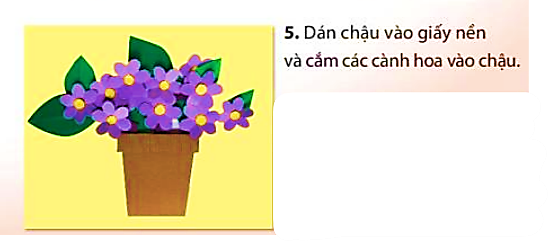 5. Dán chậu vào giấy nền
và cắm các cành hoa vào chậu.